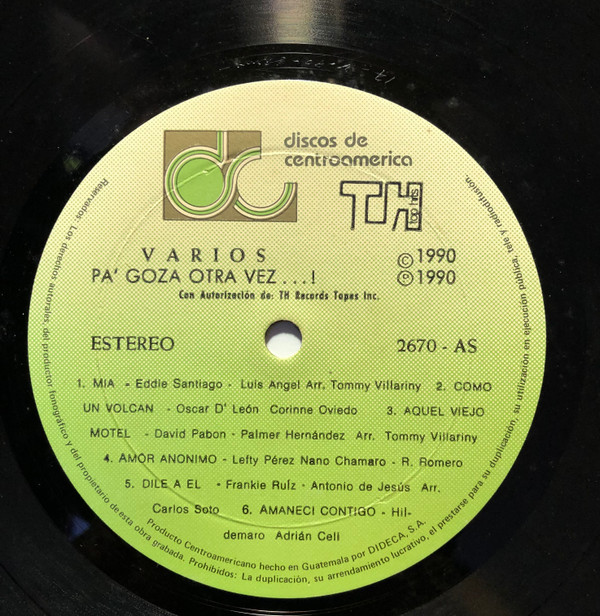 dc
discos de
centroamerica
TH top hits
VARIOS
PA' GOZA OTRA VEZ...!
© 1990
℗ 1990
Con Autorización de: TH Records Tapes Inc.
ESTEREO
2670 - AS
1. MIA - Eddie Santiago - Luis Angel Arr. Tommy Villariny 2. COMO
UN VOLCAN - Oscar D' León Corinne Oviedo 3. AQUEL VIEJO
MOTEL - David Pabon - Palmer Hernández Arr. Tommy Villariny
4. AMOR ANONIMO - Lefty Pérez Nano Chamaro - R. Romero
5. DILE A EL - Frankie Ruíz - Antonio de Jesús Arr.
Carlos Soto 6. AMANECI CONTIGO - Hil-
demaro Adrián Celi
Reservados: Los derechos autorales, del productor fonográfico y del propietario de esta obra grabada. Prohibidos: La duplicación, su arrendamiento lucrativo, el prestarse para su duplicación, su utilización en ejecución pública, tele y radiodifusión.
Producto Centroamericano hecho en Guatemala por DIDECA, S.A.